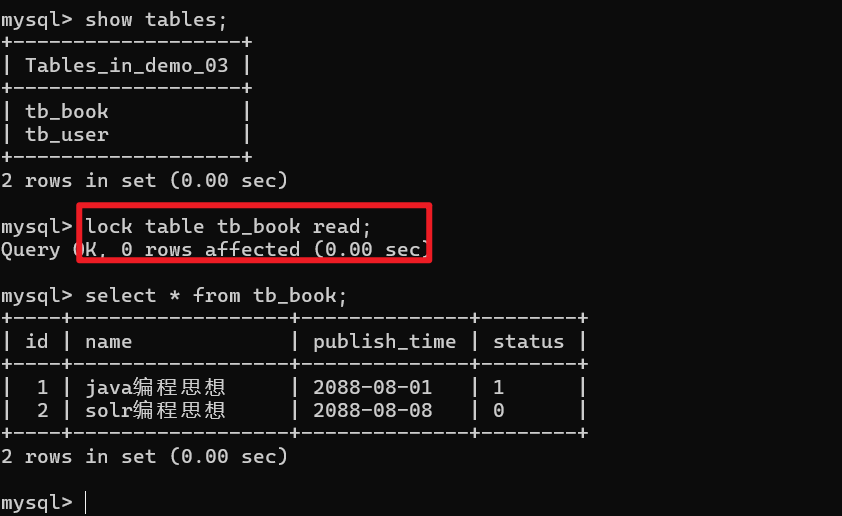 mysql> show tables;
+-------------------+
| Tables_in_demo_03 |
+-------------------+
| tb_book           |
| tb_user           |
+-------------------+
2 rows in set (0.00 sec)
mysql> lock table tb_book read;
Query OK, 0 rows affected (0.00 sec)
mysql> select * from tb_book;
+----+------------------+--------------+--------+
| id | name             | publish_time | status |
+----+------------------+--------------+--------+
|  1 | java编程思想     | 2088-08-01   | 1      |
|  2 | solr编程思想     | 2088-08-08   | 0      |
+----+------------------+--------------+--------+
2 rows in set (0.00 sec)
mysql>